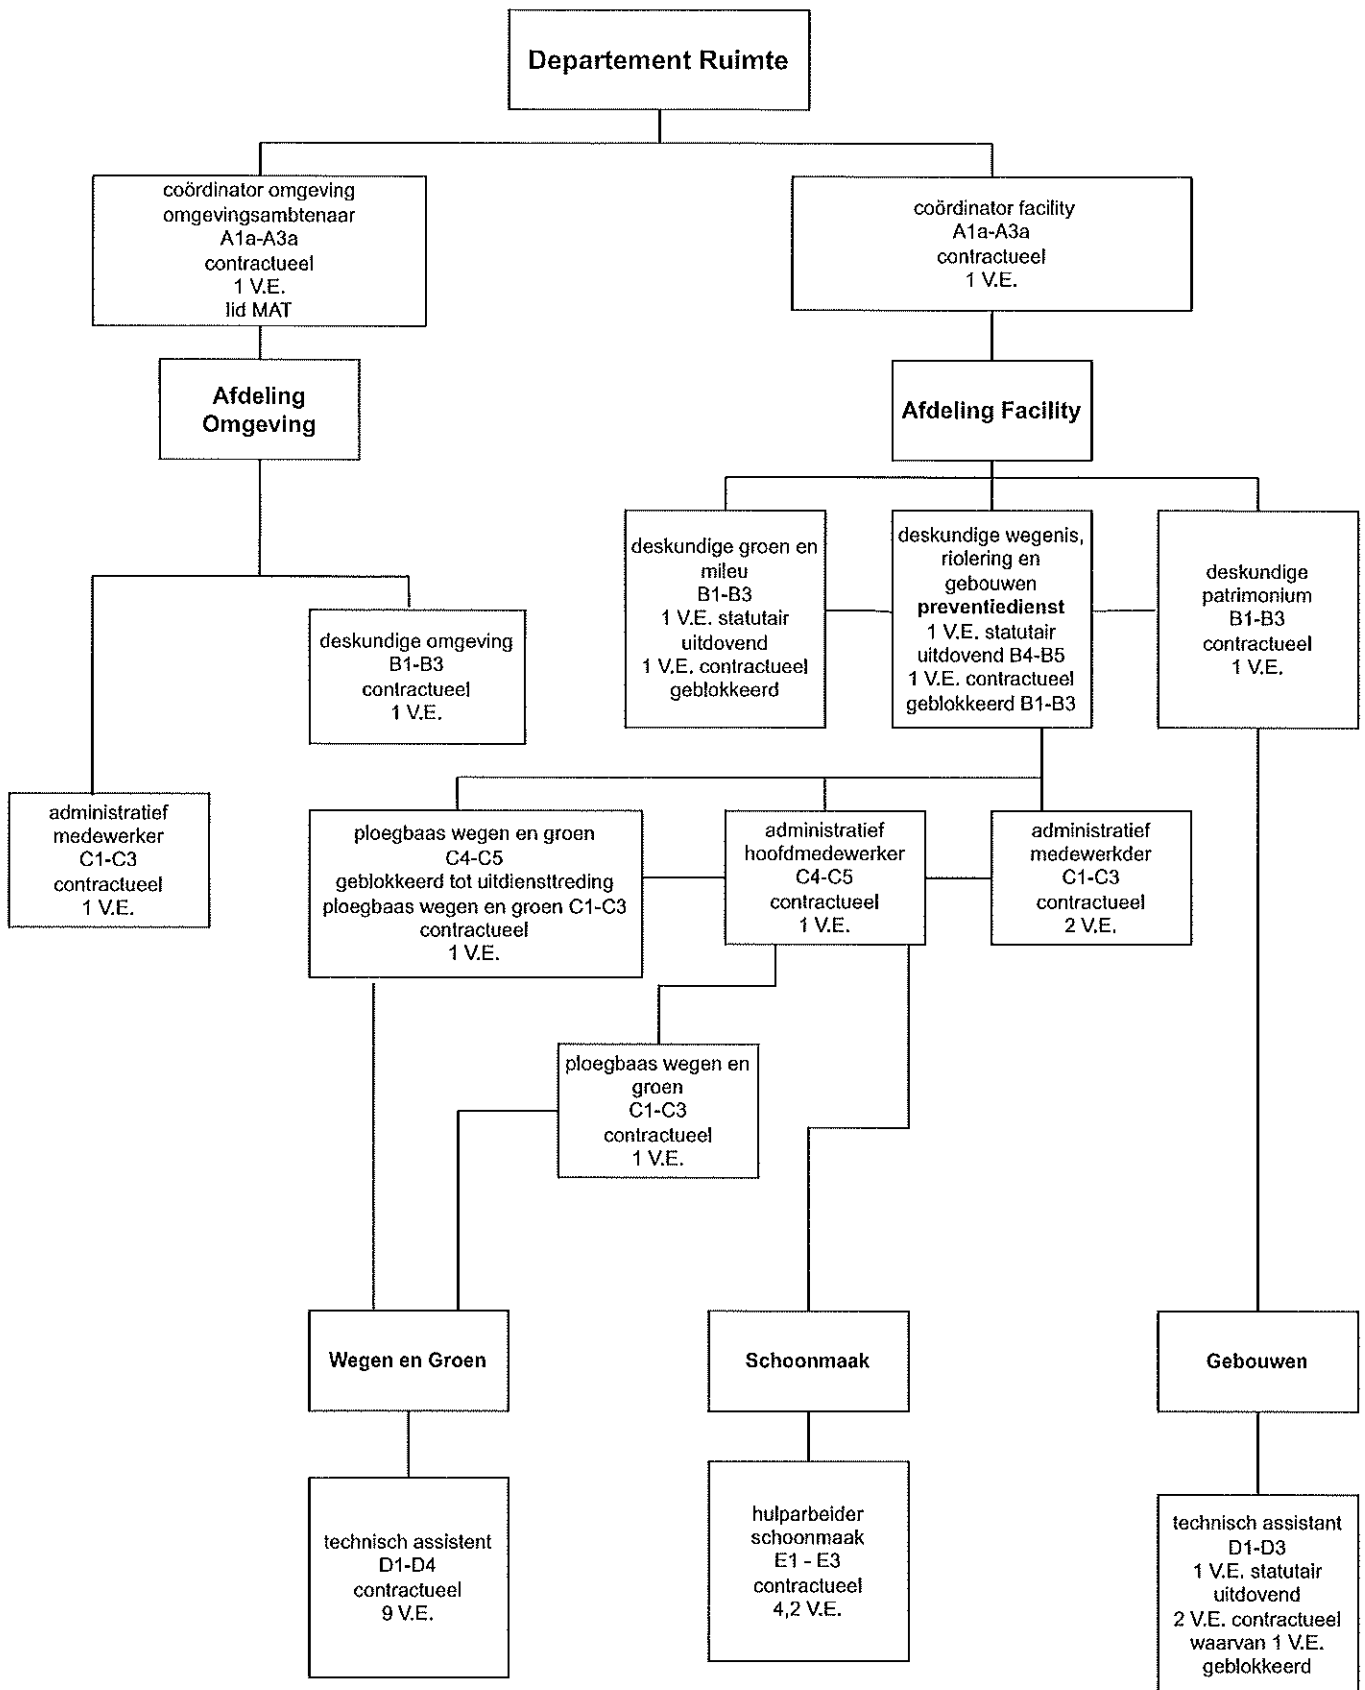 Departement Ruimte
coördinator omgeving
omgevingsambtenaar
A1a-A3a
contractueel
1 V.E.
lid MAT
coördinator facility
A1a-A3a
contractueel
1 V.E.
Afdeling
Omgeving
Afdeling Facility
deskundige groen en
mileu
B1-B3
1 V.E. statutair
uitdovend
1 V.E. contractueel
geblokkeerd
deskundige wegenis,
riolering en
gebouwen
preventiedienst
1 V.E. statutair
uitdovend B4-B5
1 V.E. contractueel
geblokkeerd B1-B3
deskundige
patrimonium
B1-B3
contractueel
1 V.E.
deskundige omgeving
B1-B3
contractueel
1 V.E.
administratief
medewerker
C1-C3
contractueel
1 V.E.
ploegbaas wegen en groen
C4-C5
geblokkeerd tot uitdiensttreding
ploegbaas wegen en groen C1-C3
contractueel
1 V.E.
administratief
hoofdmedewerker
C4-C5
contractueel
1 V.E.
administratief
medewerkder
C1-C3
contractueel
2 V.E.
ploegbaas wegen en
groen
C1-C3
contractueel
1 V.E.
Wegen en Groen
Schoonmaak
Gebouwen
technisch assistent
D1-D4
contractueel
9 V.E.
hulparbeider
schoonmaak
E1 - E3
contractueel
4,2 V.E.
technisch assistant
D1-D3
1 V.E. statutair
uitdovend
2 V.E. contractueel
waarvan 1 V.E.
geblokkeerd